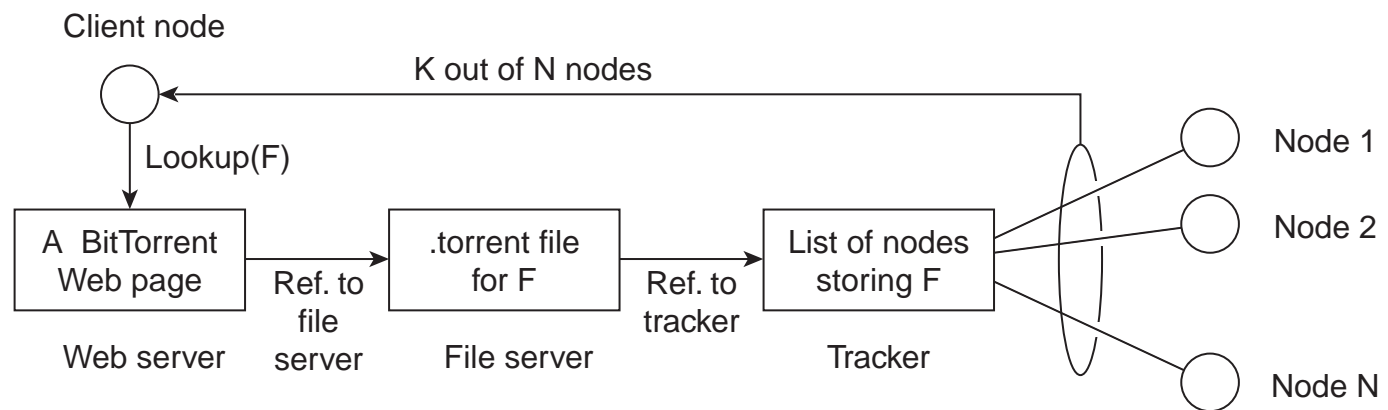 Client node
K out of N nodes
Lookup(F)
Node 1
A BitTorrent
Web page
.torrent file
for F
List of nodes
storing F
Node 2
Ref. to
file
server
Ref. to
tracker
Web server
File server
Tracker
Node N